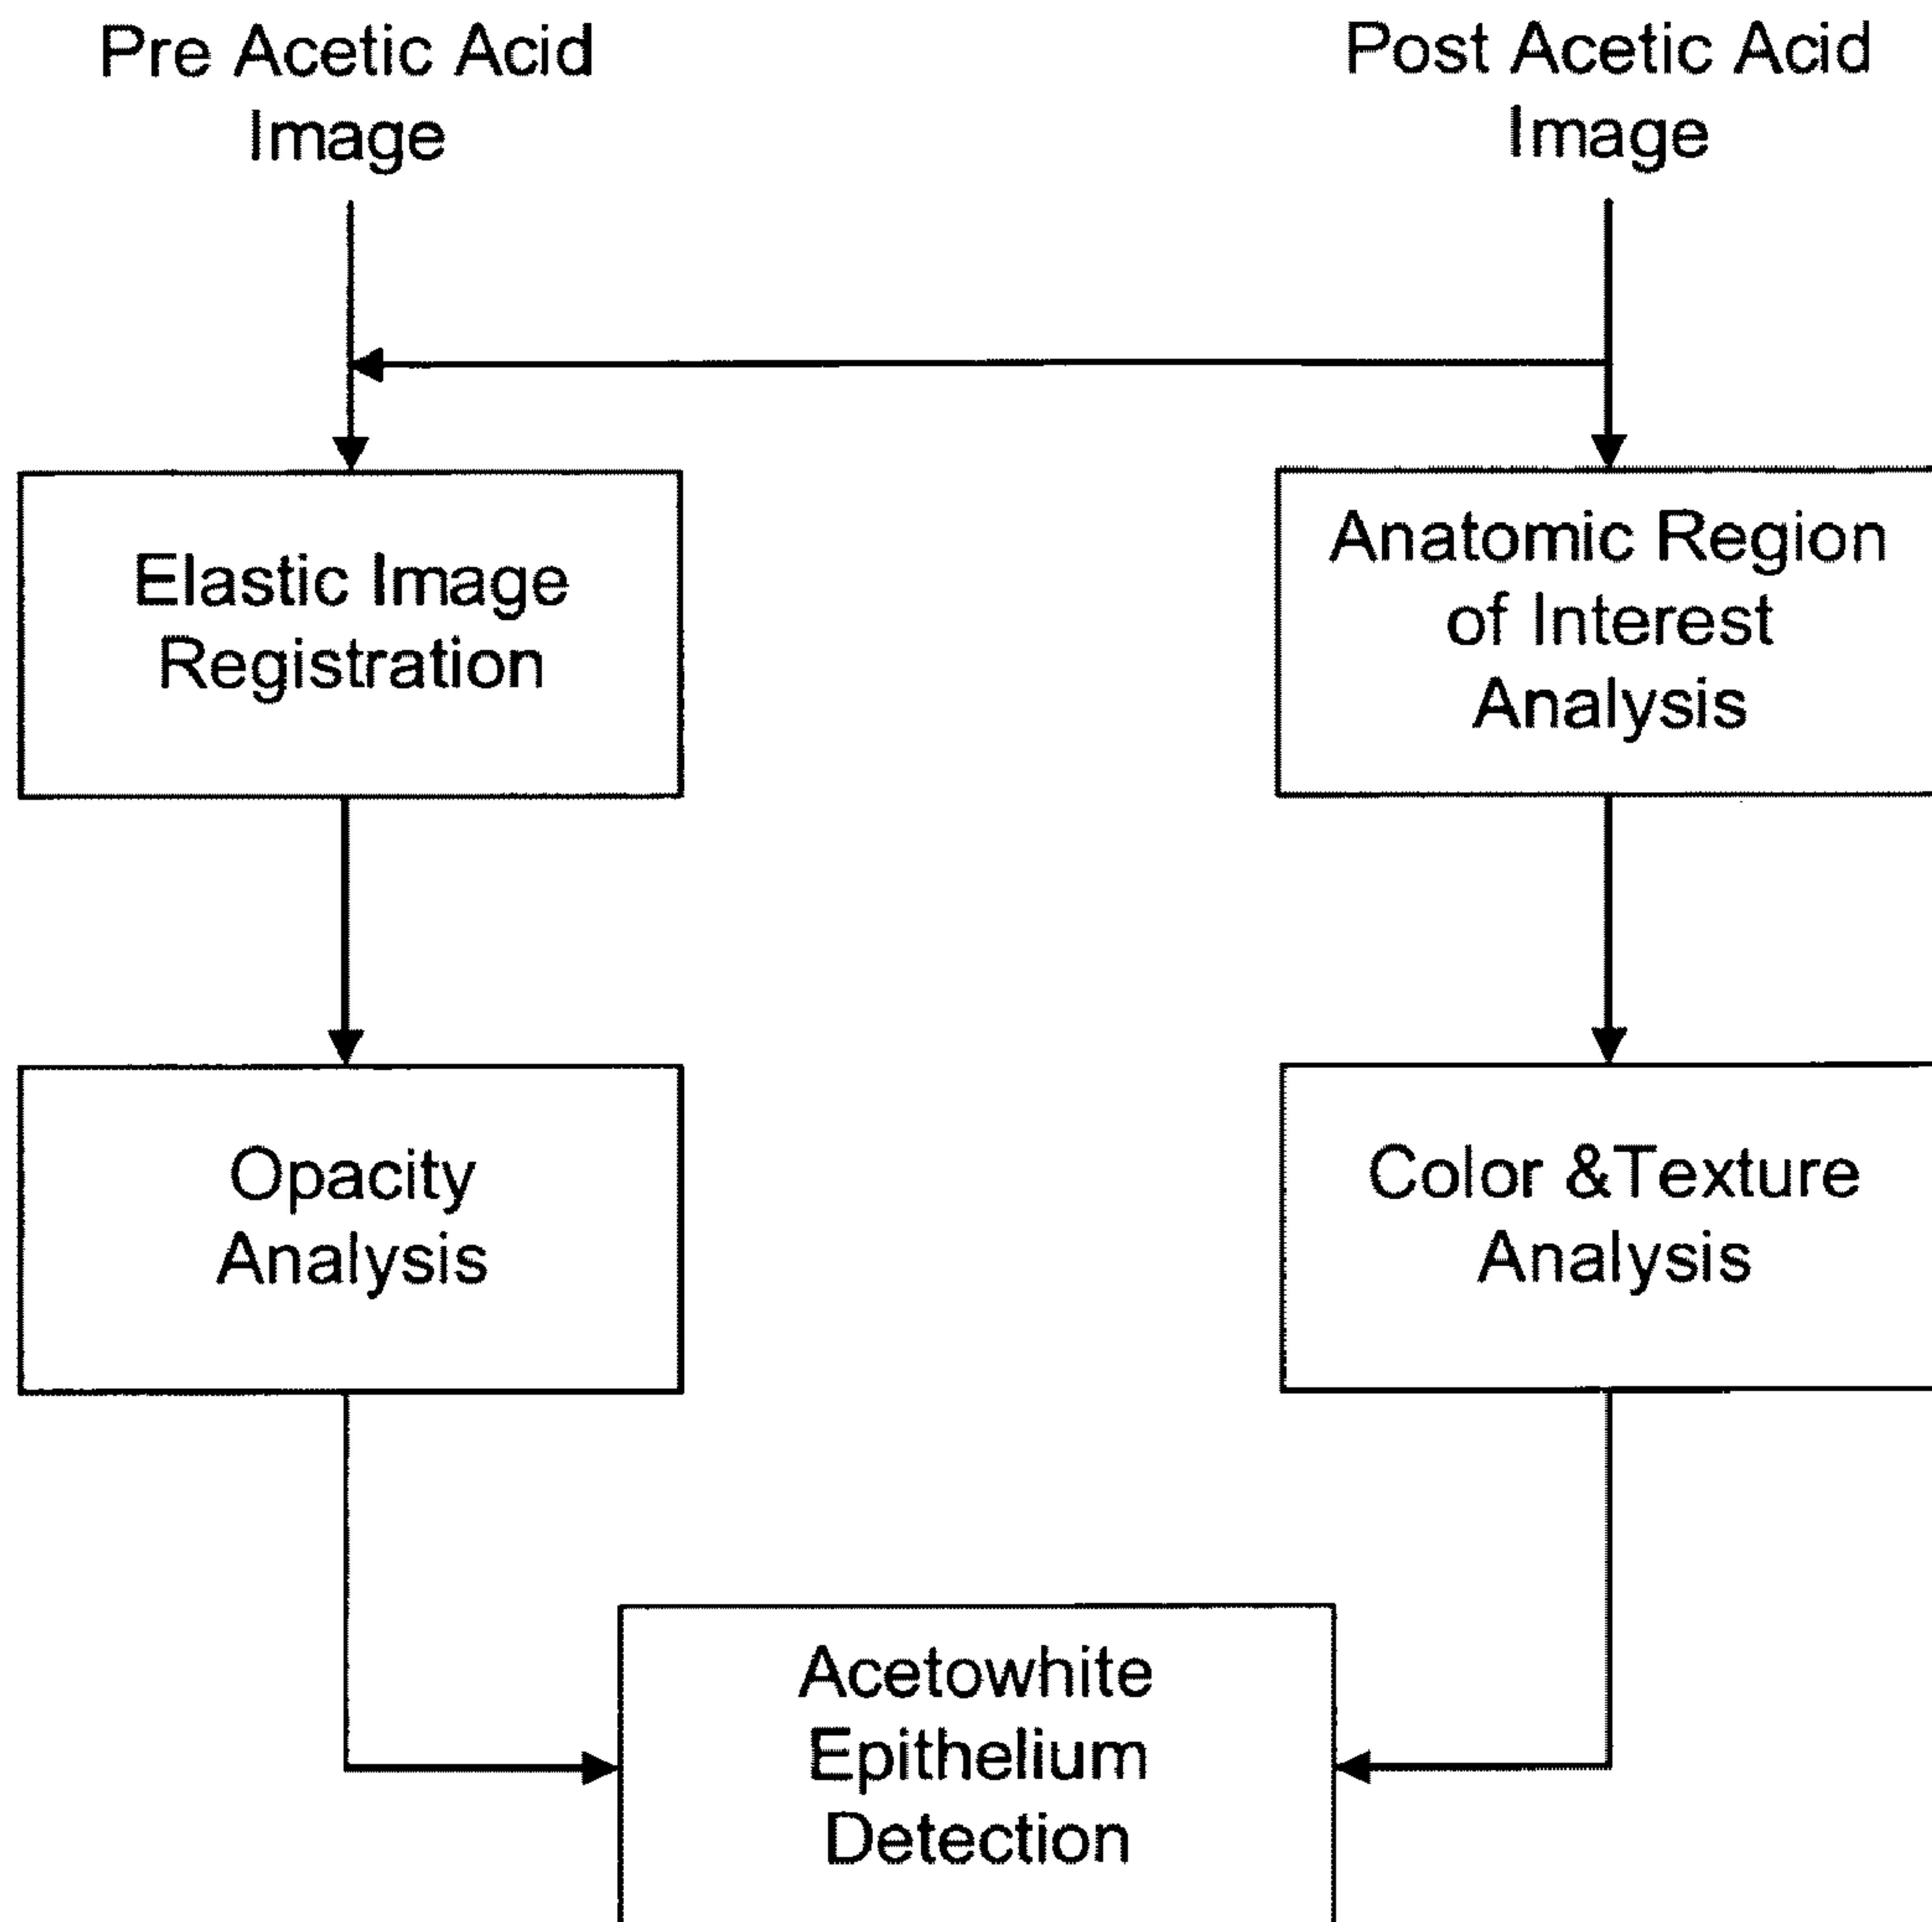 Pre Acetic Acid
Image
Post Acetic Acid
Image
Elastic Image
Registration
Anatomic Region
of Interest
Analysis
Opacity
Analysis
Color &Texture
Analysis
Acetowhite
Epithelium
Detection